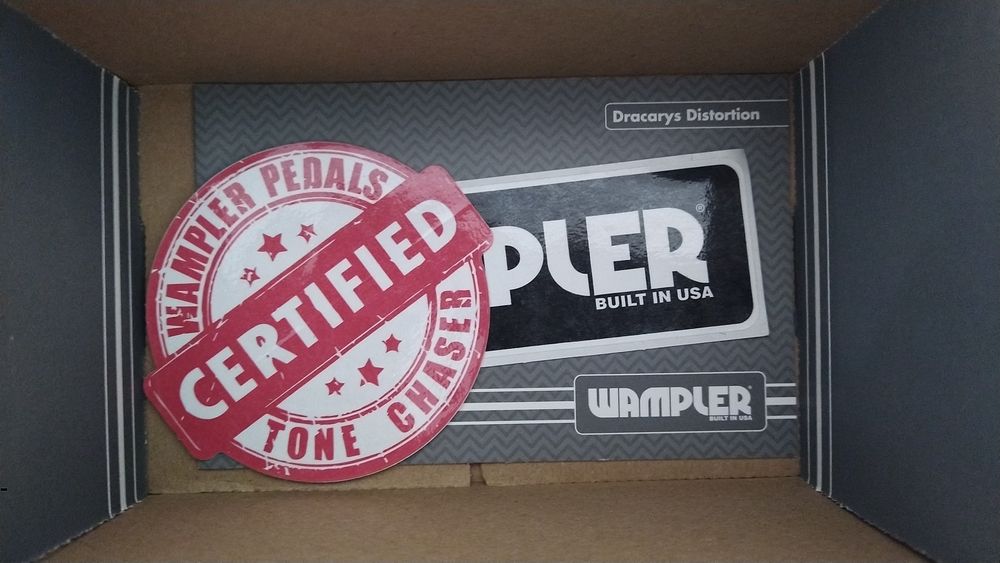 Dracarys Distortion
WAMPLER PEDALS
CERTIFIED
TONE CHASER
PLER®
BUILT IN USA
WAMPLER
BUILT IN USA